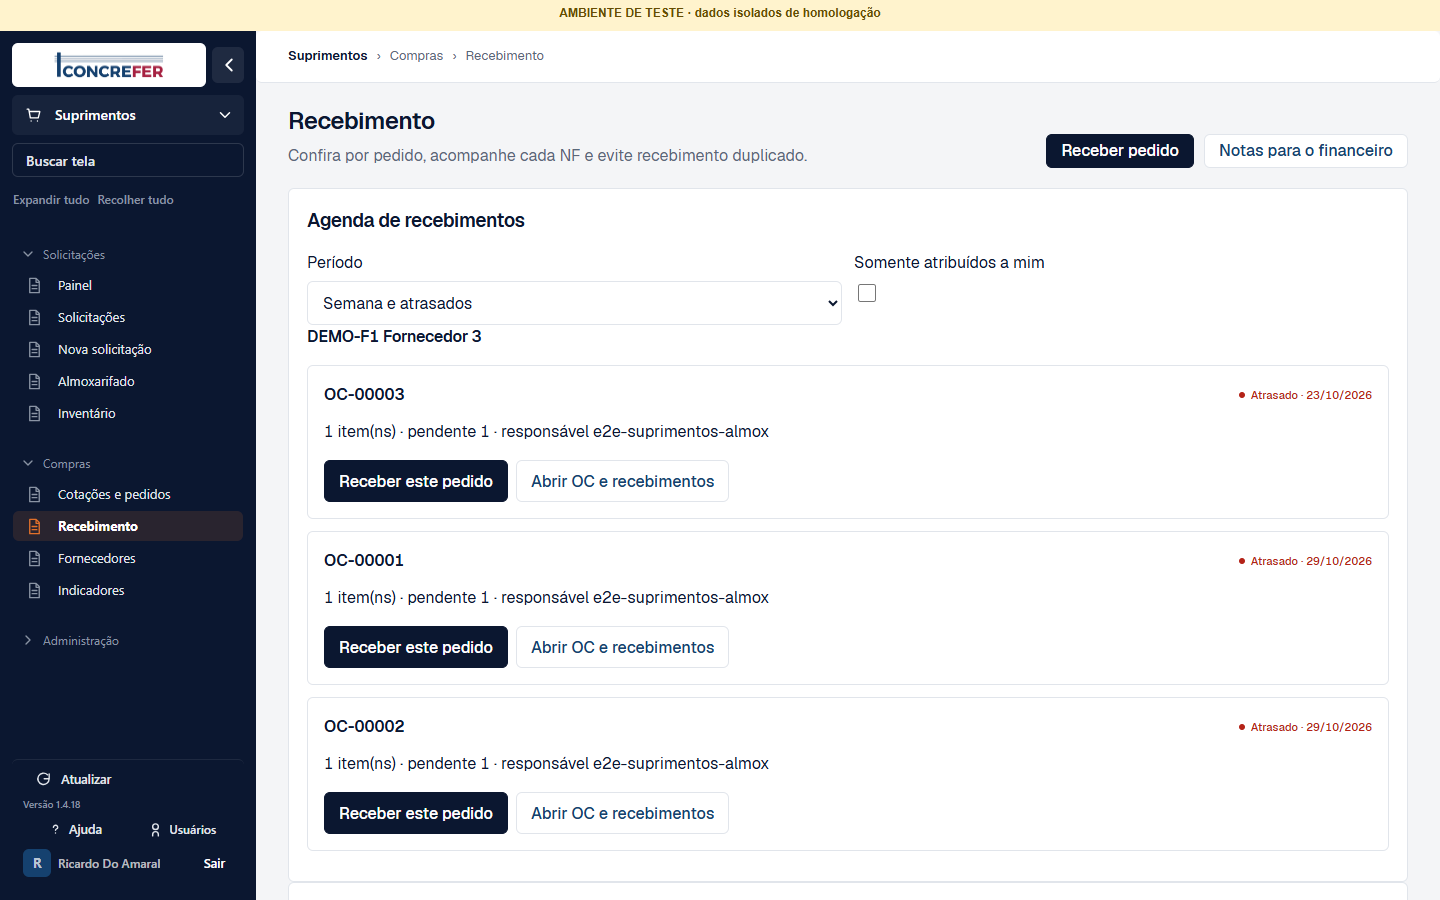 AMBIENTE DE TESTE · dados isolados de homologação
CONCREFER
Suprimentos
Buscar tela
Expandir tudo Recolher tudo
Solicitações
Painel
Solicitações
Nova solicitação
Almoxarifado
Inventário
Compras
Cotações e pedidos
Recebimento
Fornecedores
Indicadores
Administração
Atualizar
Versão 1.4.18
? Ajuda Usuários
R Ricardo Do Amaral Sair
Suprimentos › Compras › Recebimento
Recebimento
Confira por pedido, acompanhe cada NF e evite recebimento duplicado.
Receber pedido Notas para o financeiro
Agenda de recebimentos
Período Somente atribuídos a mim
Semana e atrasados
DEMO-F1 Fornecedor 3
OC-00003 Atrasado · 23/10/2026
1 item(ns) · pendente 1 · responsável e2e-suprimentos-almox
Receber este pedido Abrir OC e recebimentos
OC-00001 Atrasado · 29/10/2026
1 item(ns) · pendente 1 · responsável e2e-suprimentos-almox
Receber este pedido Abrir OC e recebimentos
OC-00002 Atrasado · 29/10/2026
1 item(ns) · pendente 1 · responsável e2e-suprimentos-almox
Receber este pedido Abrir OC e recebimentos